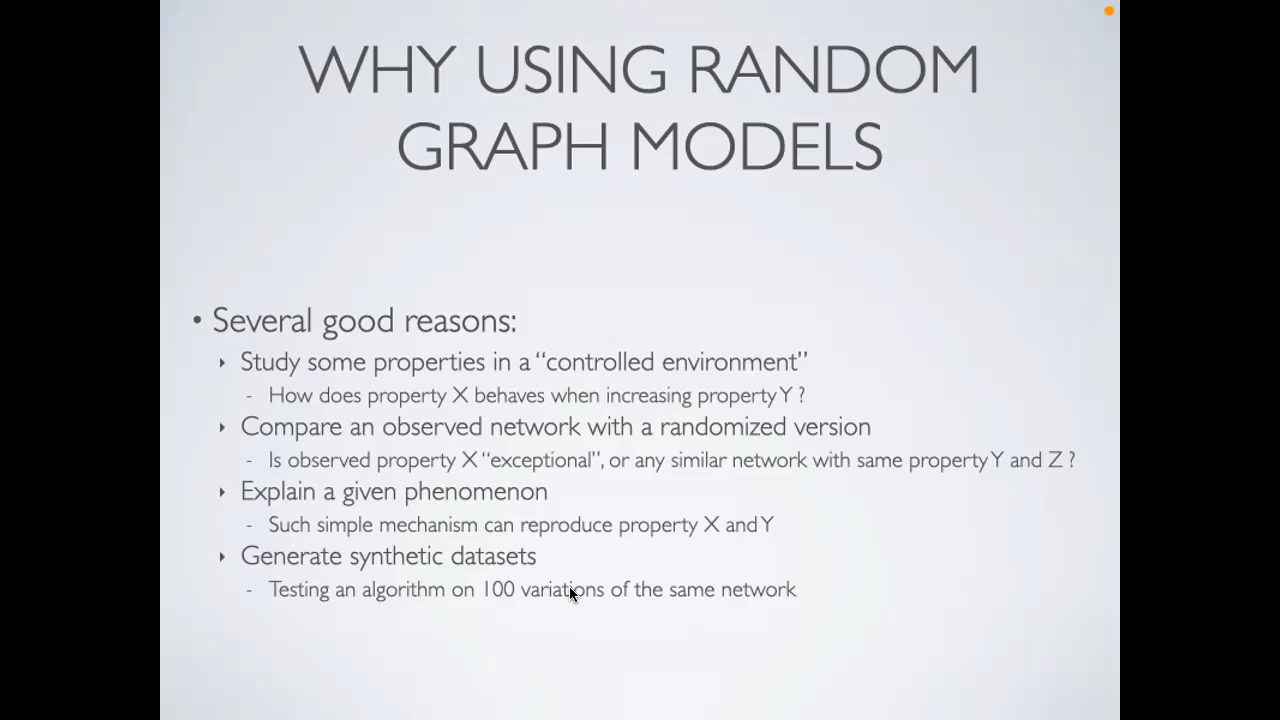 WHY USING RANDOM
GRAPH MODELS
• Several good reasons:
‣ Study some properties in a “controlled environment”
- How does property X behaves when increasing property Y ?
‣ Compare an observed network with a randomized version
- Is observed property X “exceptional”, or any similar network with same property Y and Z ?
‣ Explain a given phenomenon
- Such simple mechanism can reproduce property X and Y
‣ Generate synthetic datasets
- Testing an algorithm on 100 variations of the same network